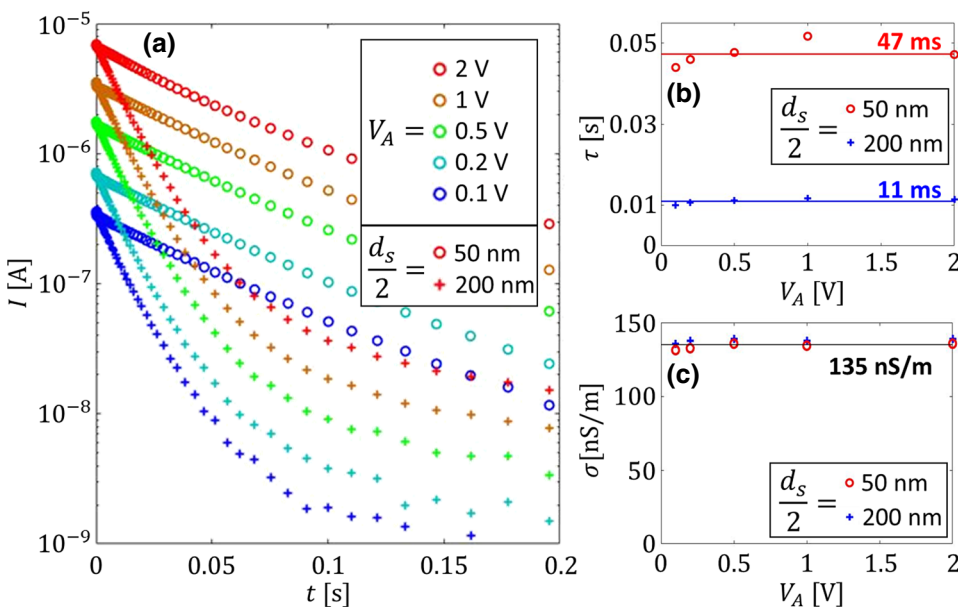 (a)
10⁻⁵
10⁻⁶
10⁻⁷
10⁻⁸
10⁻⁹
I [A]
0
0.05
0.1
0.15
0.2
t [s]
V_A =
2 V
1 V
0.5 V
0.2 V
0.1 V
d_s/2 =
50 nm
200 nm
(b)
0.05
0.03
0.01
0
τ [s]
47 ms
11 ms
d_s/2 =
50 nm
200 nm
0
0.5
1
1.5
2
V_A [V]
(c)
150
100
50
0
σ[nS/m]
135 nS/m
d_s/2 =
50 nm
200 nm
0
0.5
1
1.5
2
V_A [V]